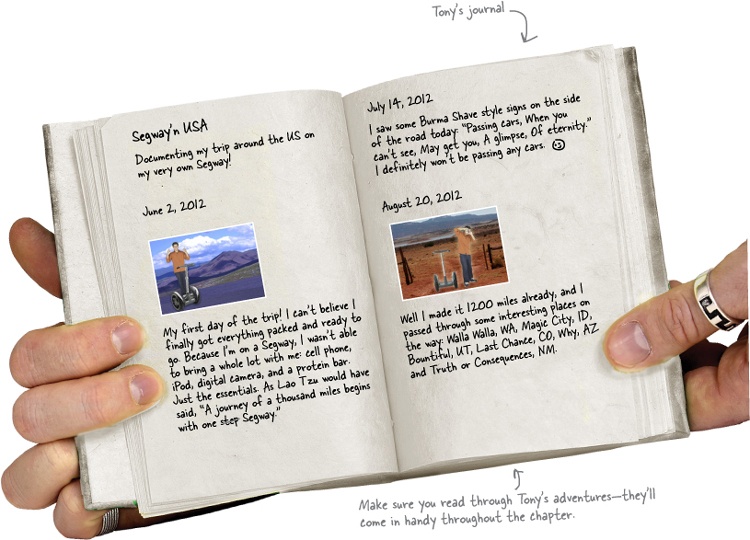 Tony's journal
Segway'n USA
Documenting my trip around the US on
my very own Segway!
June 2, 2012
My first day of the trip! I can't believe I
finally got everything packed and ready to
go. Because I'm on a Segway, I wasn't able
to bring a whole lot with me: cell phone,
iPod, digital camera, and a protein bar.
Just the essentials. As Lao Tzu would have
said, "A journey of a thousand miles begins
with one step Segway."
July 14, 2012
I saw some Burma Shave style signs on the side
of the road today: "Passing cars, When you
can't see, May get you, A glimpse, Of eternity."
I definitely won't be passing any cars.
August 20, 2012
Well I made it 1200 miles already, and I
passed through some interesting places on
the way: Walla Walla, WA, Magic City, ID,
Bountiful, UT, Last Chance, CO, Why, AZ
and Truth or Consequences, NM.
Make sure you read through Tony's adventures—they'll
come in handy throughout the chapter.